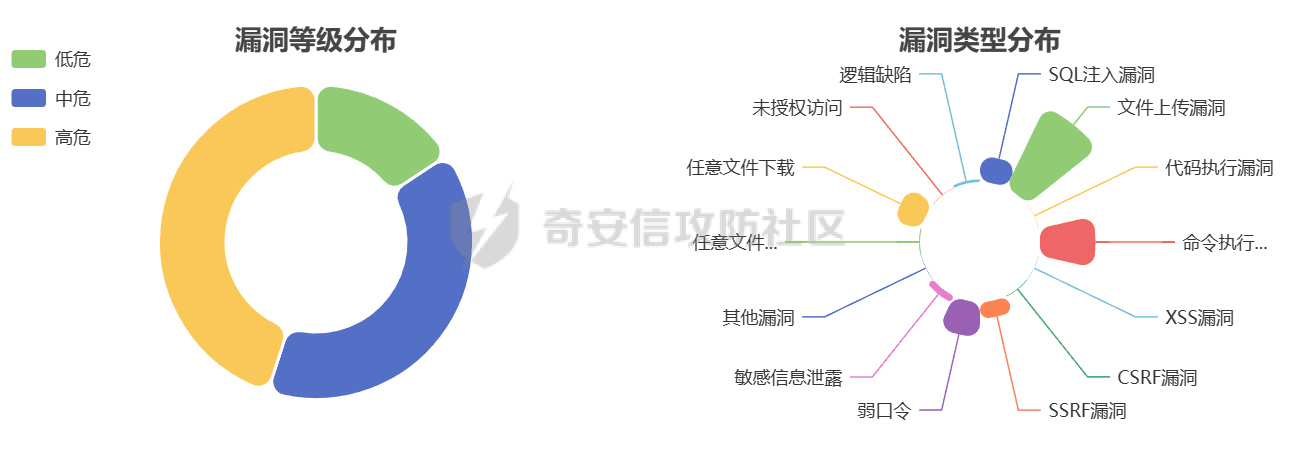 漏洞等级分布
低危
中危
高危
漏洞类型分布
逻辑缺陷
SQL注入漏洞
未授权访问
文件上传漏洞
任意文件下载
代码执行漏洞
任意文件...
命令执行...
其他漏洞
XSS漏洞
敏感信息泄露
CSRF漏洞
弱口令
SSRF漏洞
奇安信攻防社区